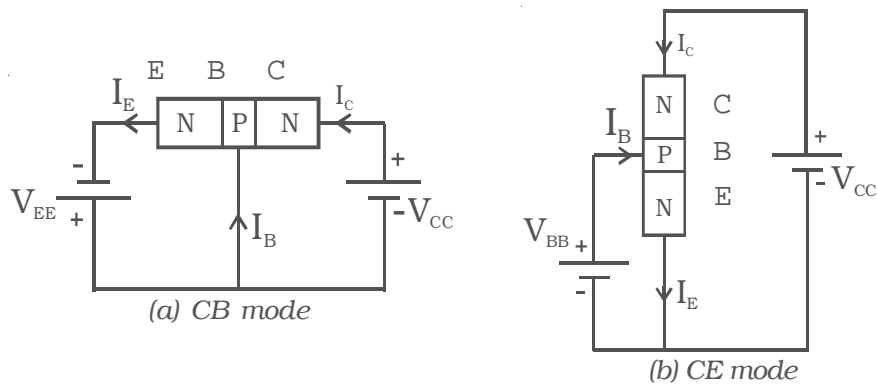 E B C
I_E
I_C
N P N
-
+
V_EE
+
-
V_CC
I_B
(a) CB mode
I_C
N C
I_B
P B
N E
+
-
V_CC
V_BB
+
-
I_E
(b) CE mode